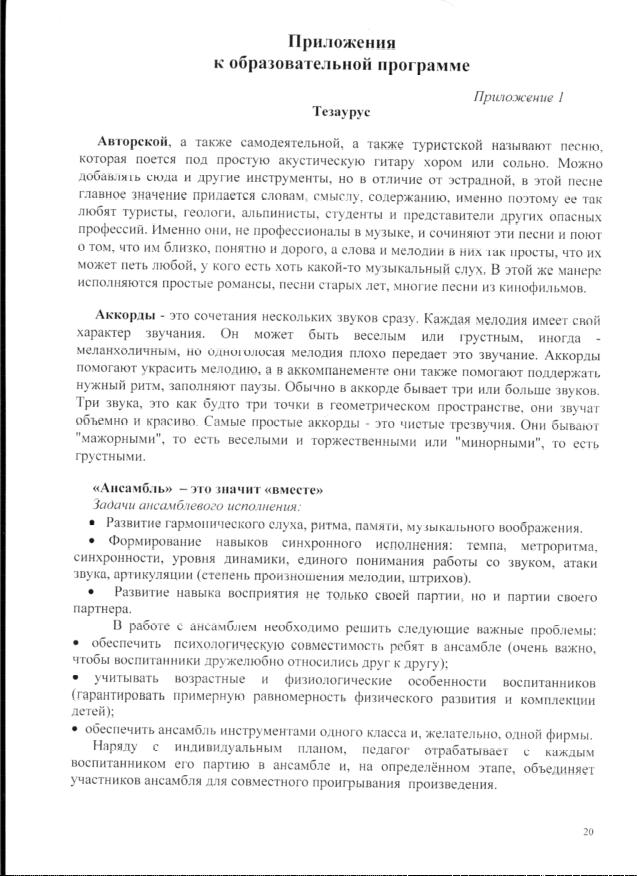 Приложения
к образовательной программе
Приложение 1
Тезаурус
Авторской, а также самодеятельной, а также туристской называют песню,
которая поется под простую акустическую гитару хором или сольно. Можно
добавлять сюда и другие инструменты, но в отличие от эстрадной, в этой песне
главное значение придается словам, смыслу, содержанию, именно поэтому ее так
любят туристы, геологи, альпинисты, студенты и представители других опасных
профессий. Именно они, не профессионалы в музыке, и сочиняют эти песни и поют
о том, что им близко, понятно и дорого, а слова и мелодии в них так просты, что их
может петь любой, у кого есть хоть какой-то музыкальный слух. В этой же манере
исполняются простые романсы, песни старых лет, многие песни из кинофильмов.
Аккорды - это сочетания нескольких звуков сразу. Каждая мелодия имеет свой
характер звучания. Он может быть веселым или грустным, иногда -
меланхоличным, но одноголосая мелодия плохо передает это звучание. Аккорды
помогают украсить мелодию, а в аккомпанементе они также помогают поддержать
нужный ритм, заполняют паузы. Обычно в аккорде бывает три или больше звуков.
Три звука, это как будто три точки в геометрическом пространстве, они звучат
объемно и красиво. Самые простые аккорды - это чистые трезвучия. Они бывают
"мажорными", то есть веселыми и торжественными или "минорными", то есть
грустными.
«Ансамбль» – это значит «вместе»
Задачи ансамблевого исполнения:
• Развитие гармонического слуха, ритма, памяти, музыкального воображения.
• Формирование навыков синхронного исполнения: темпа, метроритма,
синхронности, уровня динамики, единого понимания работы со звуком, атаки
звука, артикуляции (степень произношения мелодии, штрихов).
• Развитие навыка восприятия не только своей партии, но и партии своего
партнера.
В работе с ансамблем необходимо решить следующие важные проблемы:
• обеспечить психологическую совместимость ребят в ансамбле (очень важно,
чтобы воспитанники дружелюбно относились друг к другу);
• учитывать возрастные и физиологические особенности воспитанников
(гарантировать примерную равномерность физического развития и комплекции
детей);
• обеспечить ансамбль инструментами одного класса и, желательно, одной фирмы.
Наряду с индивидуальным планом, педагог отрабатывает с каждым
воспитанником его партию в ансамбле и, на определённом этапе, объединяет
участников ансамбля для совместного проигрывания произведения.
20